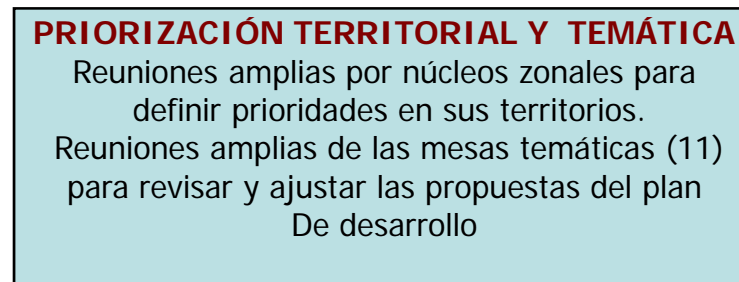 PRIORIZACIÓN TERRITORIAL Y TEMÁTICA
Reuniones amplias por núcleos zonales para
definir prioridades en sus territorios.
Reuniones amplias de las mesas temáticas (11)
para revisar y ajustar las propuestas del plan
De desarrollo